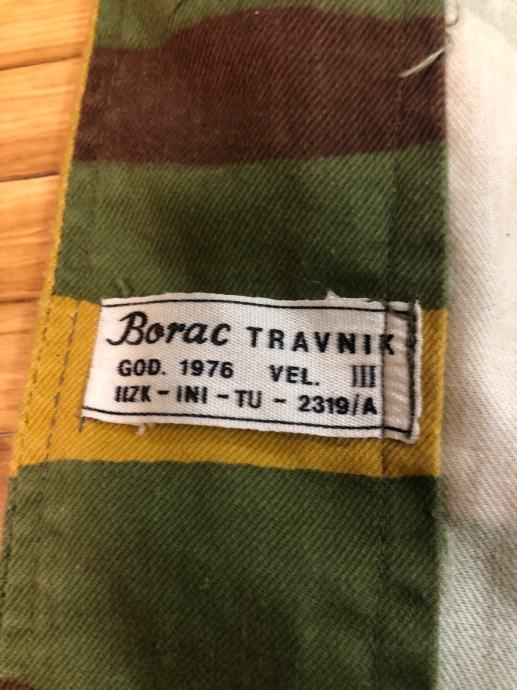 Borac TRAVNIK
GOD. 1976 VEL. III
IIZK - INI - TU - 2319/A